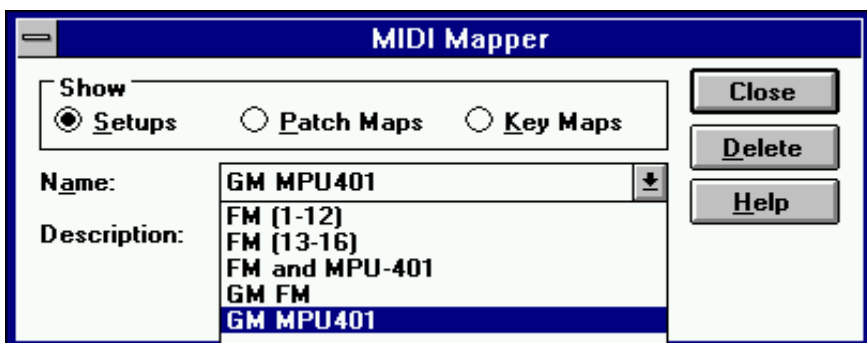 MIDI Mapper
Show
Setups Patch Maps Key Maps
Close
Delete
Help
Name: GM MPU401
Description:
FM (1-12)
FM (13-16)
FM and MPU-401
GM FM
GM MPU401